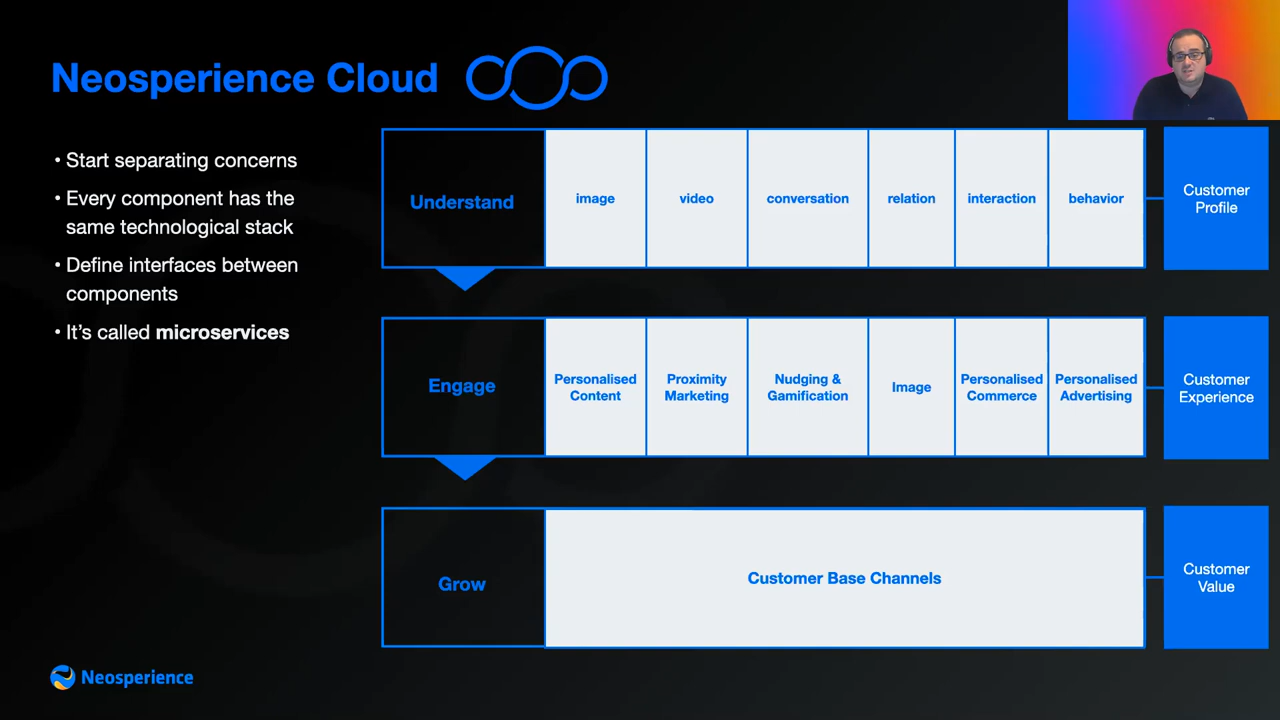 Neosperience Cloud
• Start separating concerns
• Every component has the
same technological stack
• Define interfaces between
components
• It's called microservices
Understand
image
video
conversation
relation
interaction
behavior
Customer
Profile
Engage
Personalised
Content
Proximity
Marketing
Nudging &
Gamification
Image
Personalised
Commerce
Personalised
Advertising
Customer
Experience
Grow
Customer Base Channels
Customer
Value
Neosperience